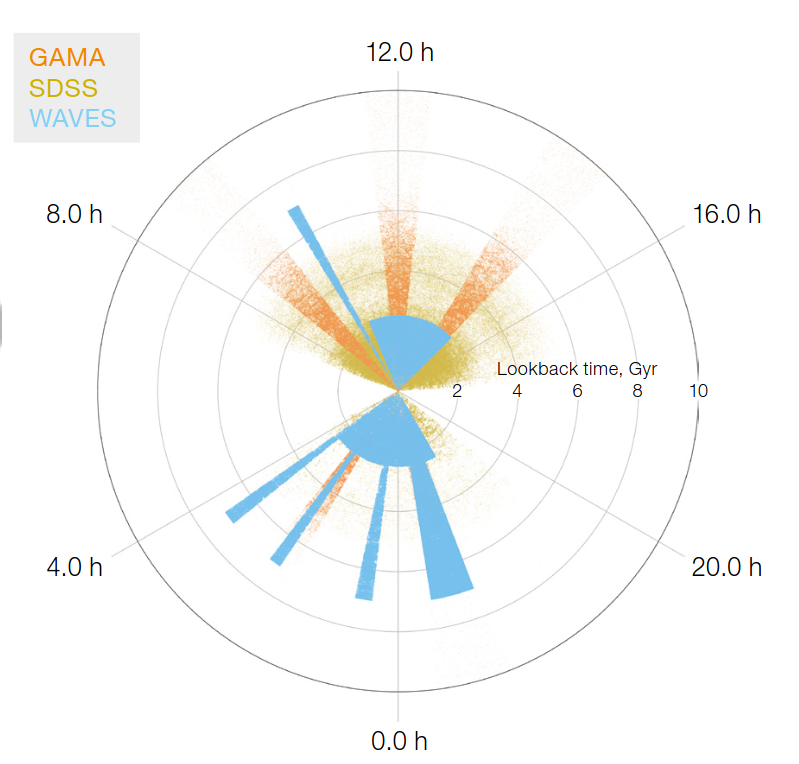 GAMA
SDSS
WAVES
12.0 h
8.0 h
16.0 h
Lookback time, Gyr
2 4 6 8 10
4.0 h
20.0 h
0.0 h